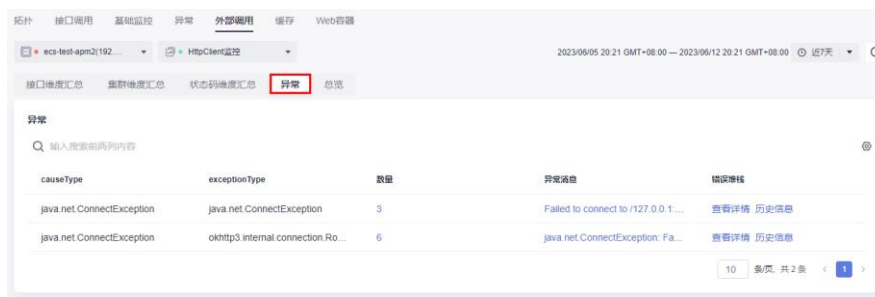 拓扑 接口调用 基础监控 异常 外部调用 缓存 Web容器
ecs-test-apm2(192.... HttpClient监控 2023/06/05 20:21 GMT+08:00 — 2023/06/12 20:21 GMT+08:00 近7天
接口维度汇总 集群维度汇总 状态码维度汇总 异常 总览
异常
输入搜索前两列内容
causeType exceptionType 数量 异常消息 错误堆栈
java.net.ConnectException java.net.ConnectException 3 Failed to connect to /127.0.0.1:... 查看详情 历史信息
java.net.ConnectException okhttp3.internal.connection.Ro... 6 java.net.ConnectException: Fa... 查看详情 历史信息
10 条/页, 共2条 < 1 >